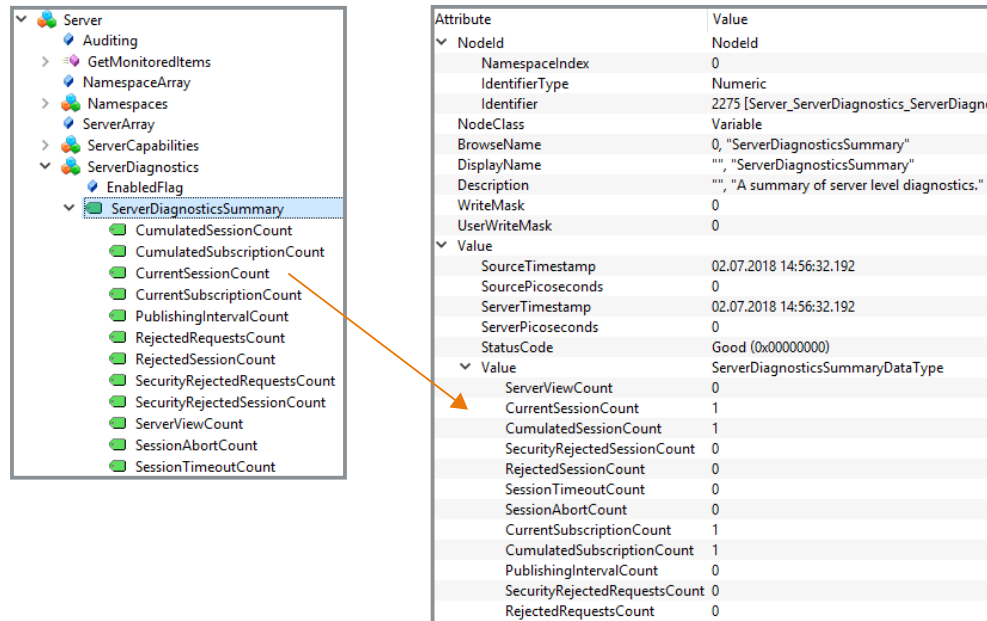 Server
Auditing
GetMonitoredItems
NamespaceArray
Namespaces
ServerArray
ServerCapabilities
ServerDiagnostics
EnabledFlag
ServerDiagnosticsSummary
CumulatedSessionCount
CumulatedSubscriptionCount
CurrentSessionCount
CurrentSubscriptionCount
PublishingIntervalCount
RejectedRequestsCount
RejectedSessionCount
SecurityRejectedRequestsCount
SecurityRejectedSessionCount
ServerViewCount
SessionAbortCount
SessionTimeoutCount
Attribute Value
NodeId NodeId
NamespaceIndex 0
IdentifierType Numeric
Identifier 2275 [Server_ServerDiagnostics_ServerDiagn
NodeClass Variable
BrowseName 0, "ServerDiagnosticsSummary"
DisplayName "", "ServerDiagnosticsSummary"
Description "", "A summary of server level diagnostics."
WriteMask 0
UserWriteMask 0
Value
SourceTimestamp 02.07.2018 14:56:32.192
SourcePicoseconds 0
ServerTimestamp 02.07.2018 14:56:32.192
ServerPicoseconds 0
StatusCode Good (0x00000000)
Value ServerDiagnosticsSummaryDataType
ServerViewCount 0
CurrentSessionCount 1
CumulatedSessionCount 1
SecurityRejectedSessionCount 0
RejectedSessionCount 0
SessionTimeoutCount 0
SessionAbortCount 0
CurrentSubscriptionCount 1
CumulatedSubscriptionCount 1
PublishingIntervalCount 0
SecurityRejectedRequestsCount 0
RejectedRequestsCount 0